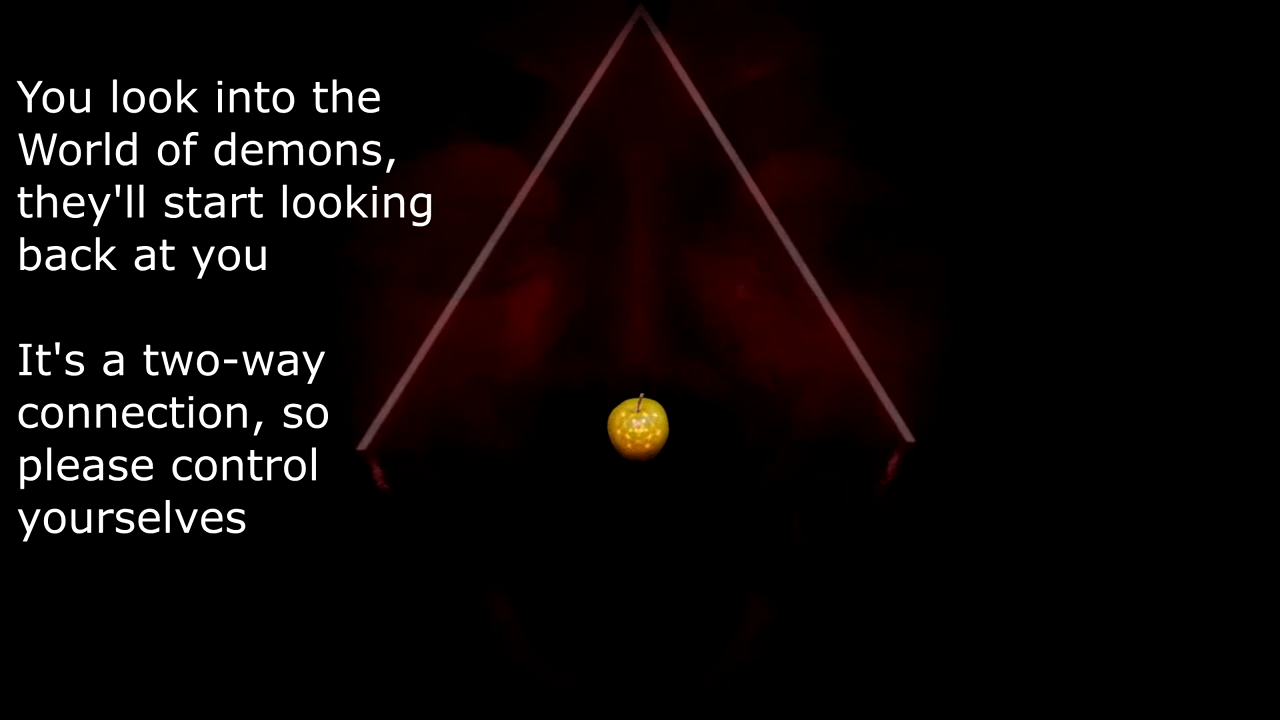 You look into the
World of demons,
they'll start looking
back at you
It's a two-way
connection, so
please control
yourselves